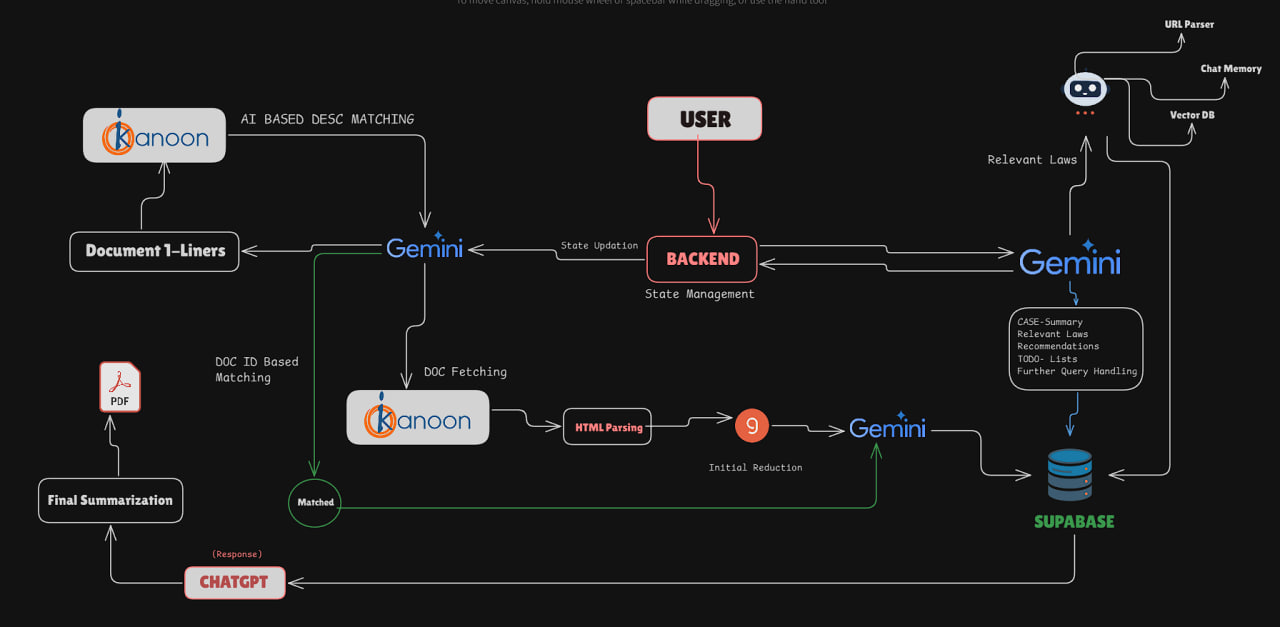 To move canvas, hold mouse wheel or spacebar while dragging, or use the hand tool
URL Parser
Chat Memory
Vector DB
kanoon
AI BASED DESC MATCHING
USER
Relevant Laws
Document 1-Liners
Gemini
State Updation
BACKEND
State Management
Gemini
CASE-Summary
Relevant Laws
Recommendations
TODO- Lists
Further Query Handling
DOC ID Based
Matching
DOC Fetching
PDF
kanoon
HTML Parsing
g
Gemini
Initial Reduction
Final Summarization
Matched
SUPABASE
(Response)
CHATGPT